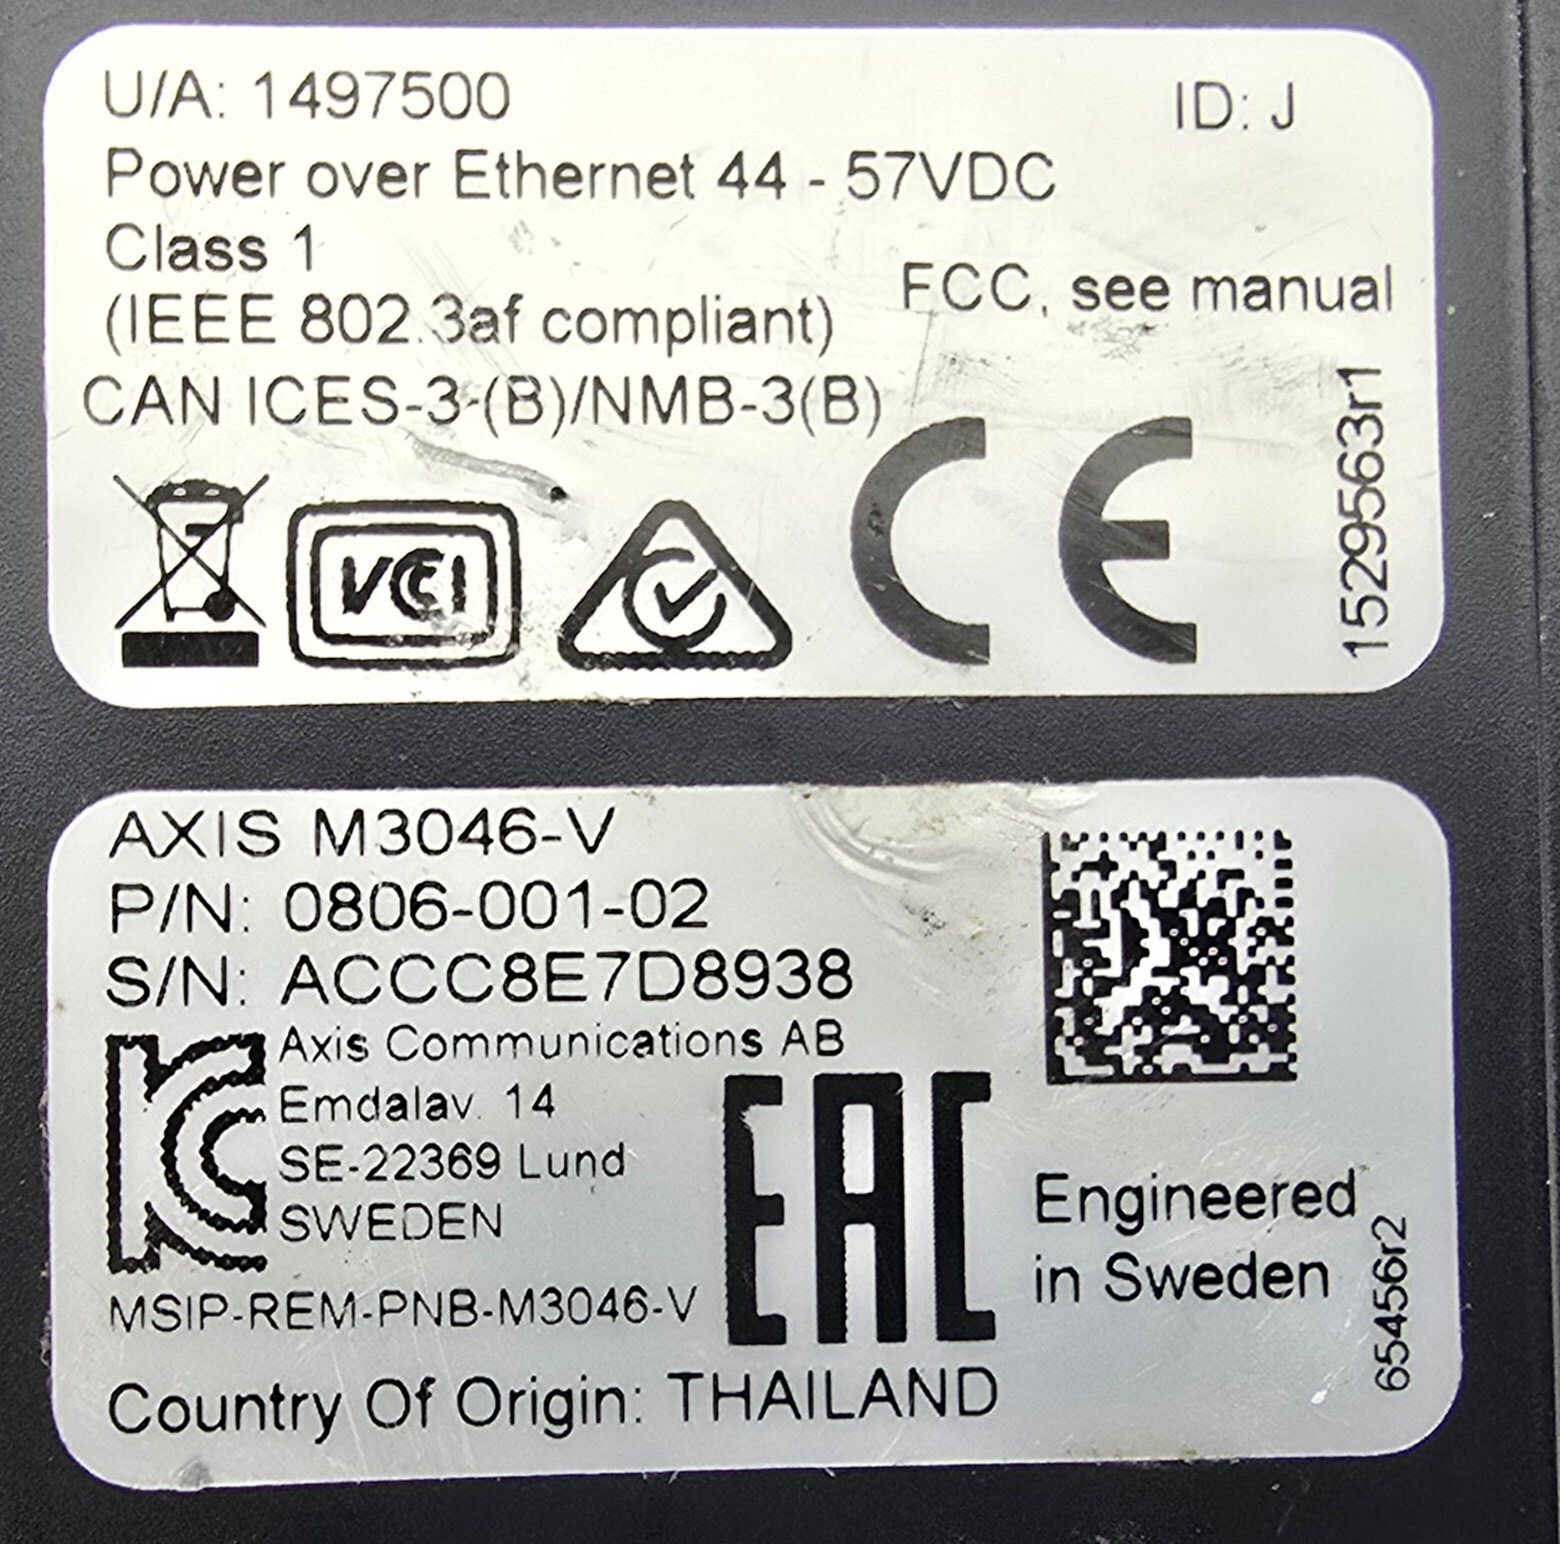 U/A: 1497500
ID: J
Power over Ethernet 44 - 57VDC
Class 1
FCC, see manual
(IEEE 802.3af compliant)
CAN ICES-3 (B)/NMB-3(B)
VCCI
CE
1529563r1
AXIS M3046-V
P/N: 0806-001-02
S/N: ACCC8E7D8938
KC
Axis Communications AB
Emdalav. 14
SE-22369 Lund
SWEDEN
EAC
MSIP-REM-PNB-M3046-V
Engineered
in Sweden
65456r2
Country Of Origin: THAILAND